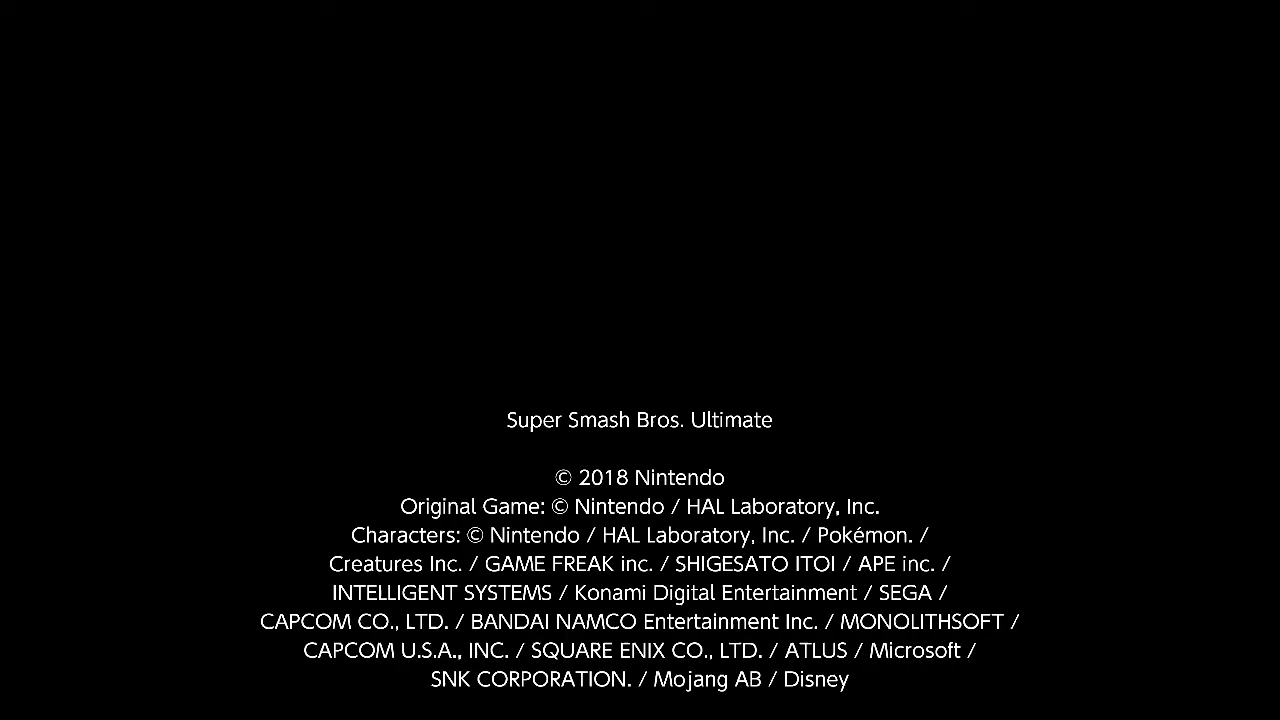 Super Smash Bros. Ultimate
© 2018 Nintendo
Original Game: © Nintendo / HAL Laboratory, Inc.
Characters: © Nintendo / HAL Laboratory, Inc. / Pokémon. /
Creatures Inc. / GAME FREAK inc. / SHIGESATO ITOI / APE inc. /
INTELLIGENT SYSTEMS / Konami Digital Entertainment / SEGA /
CAPCOM CO., LTD. / BANDAI NAMCO Entertainment Inc. / MONOLITHSOFT /
CAPCOM U.S.A., INC. / SQUARE ENIX CO., LTD. / ATLUS / Microsoft /
SNK CORPORATION. / Mojang AB / Disney